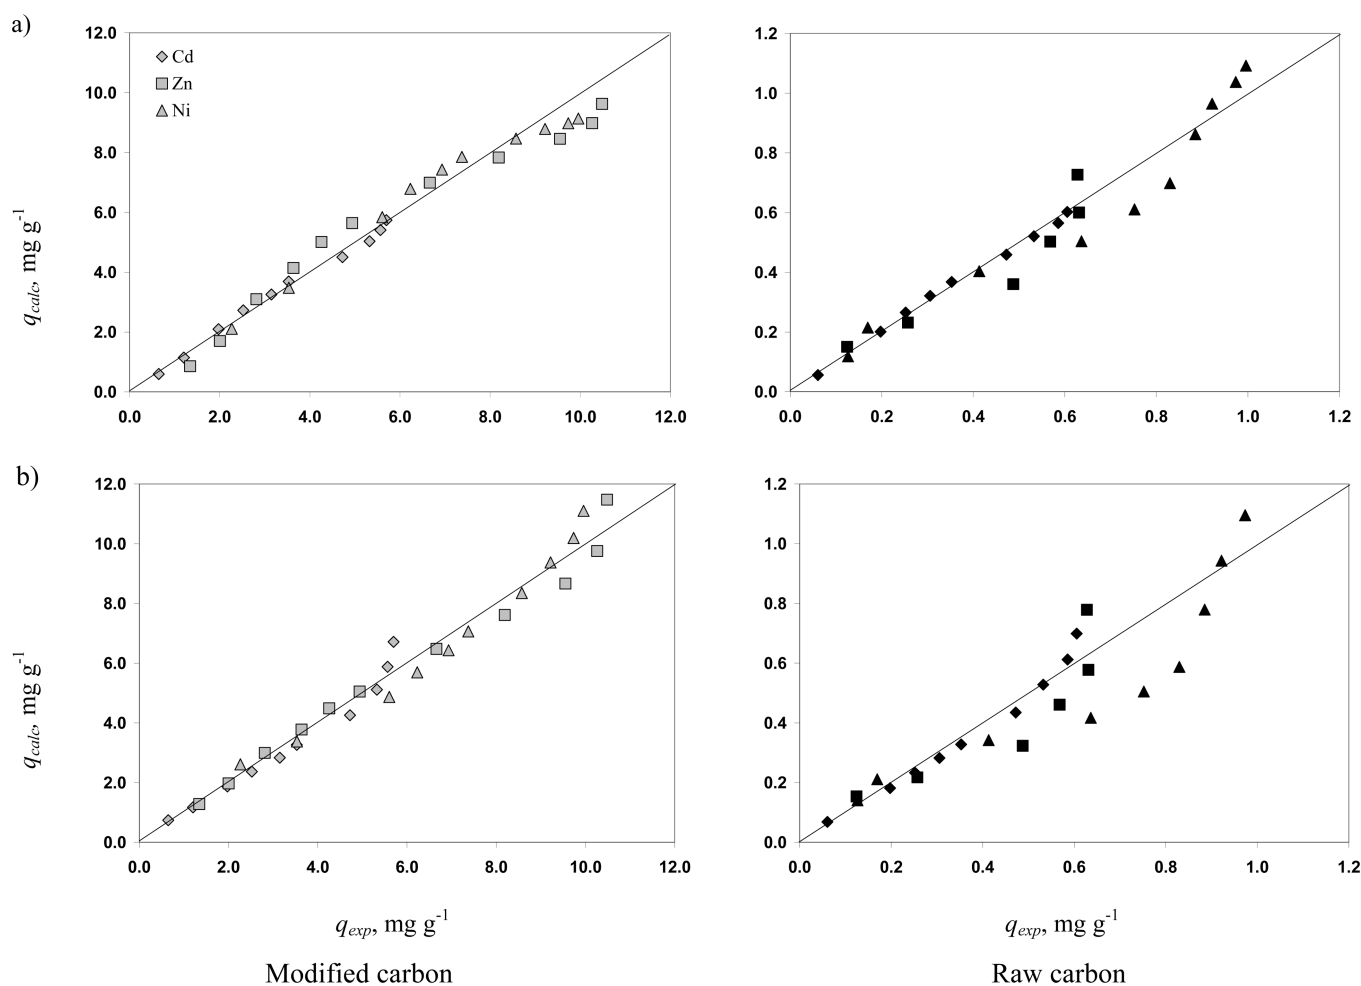 a)
12.0
10.0
8.0
6.0
4.0
2.0
0.0
Cd
Zn
Ni
q_calc, mg g⁻¹
0.0 2.0 4.0 6.0 8.0 10.0 12.0
1.2
1.0
0.8
0.6
0.4
0.2
0.0
0.0 0.2 0.4 0.6 0.8 1.0 1.2
b)
12.0
10.0
8.0
6.0
4.0
2.0
0.0
q_calc, mg g⁻¹
0.0 2.0 4.0 6.0 8.0 10.0 12.0
q_exp, mg g⁻¹
Modified carbon
1.2
1.0
0.8
0.6
0.4
0.2
0.0
0.0 0.2 0.4 0.6 0.8 1.0 1.2
q_exp, mg g⁻¹
Raw carbon